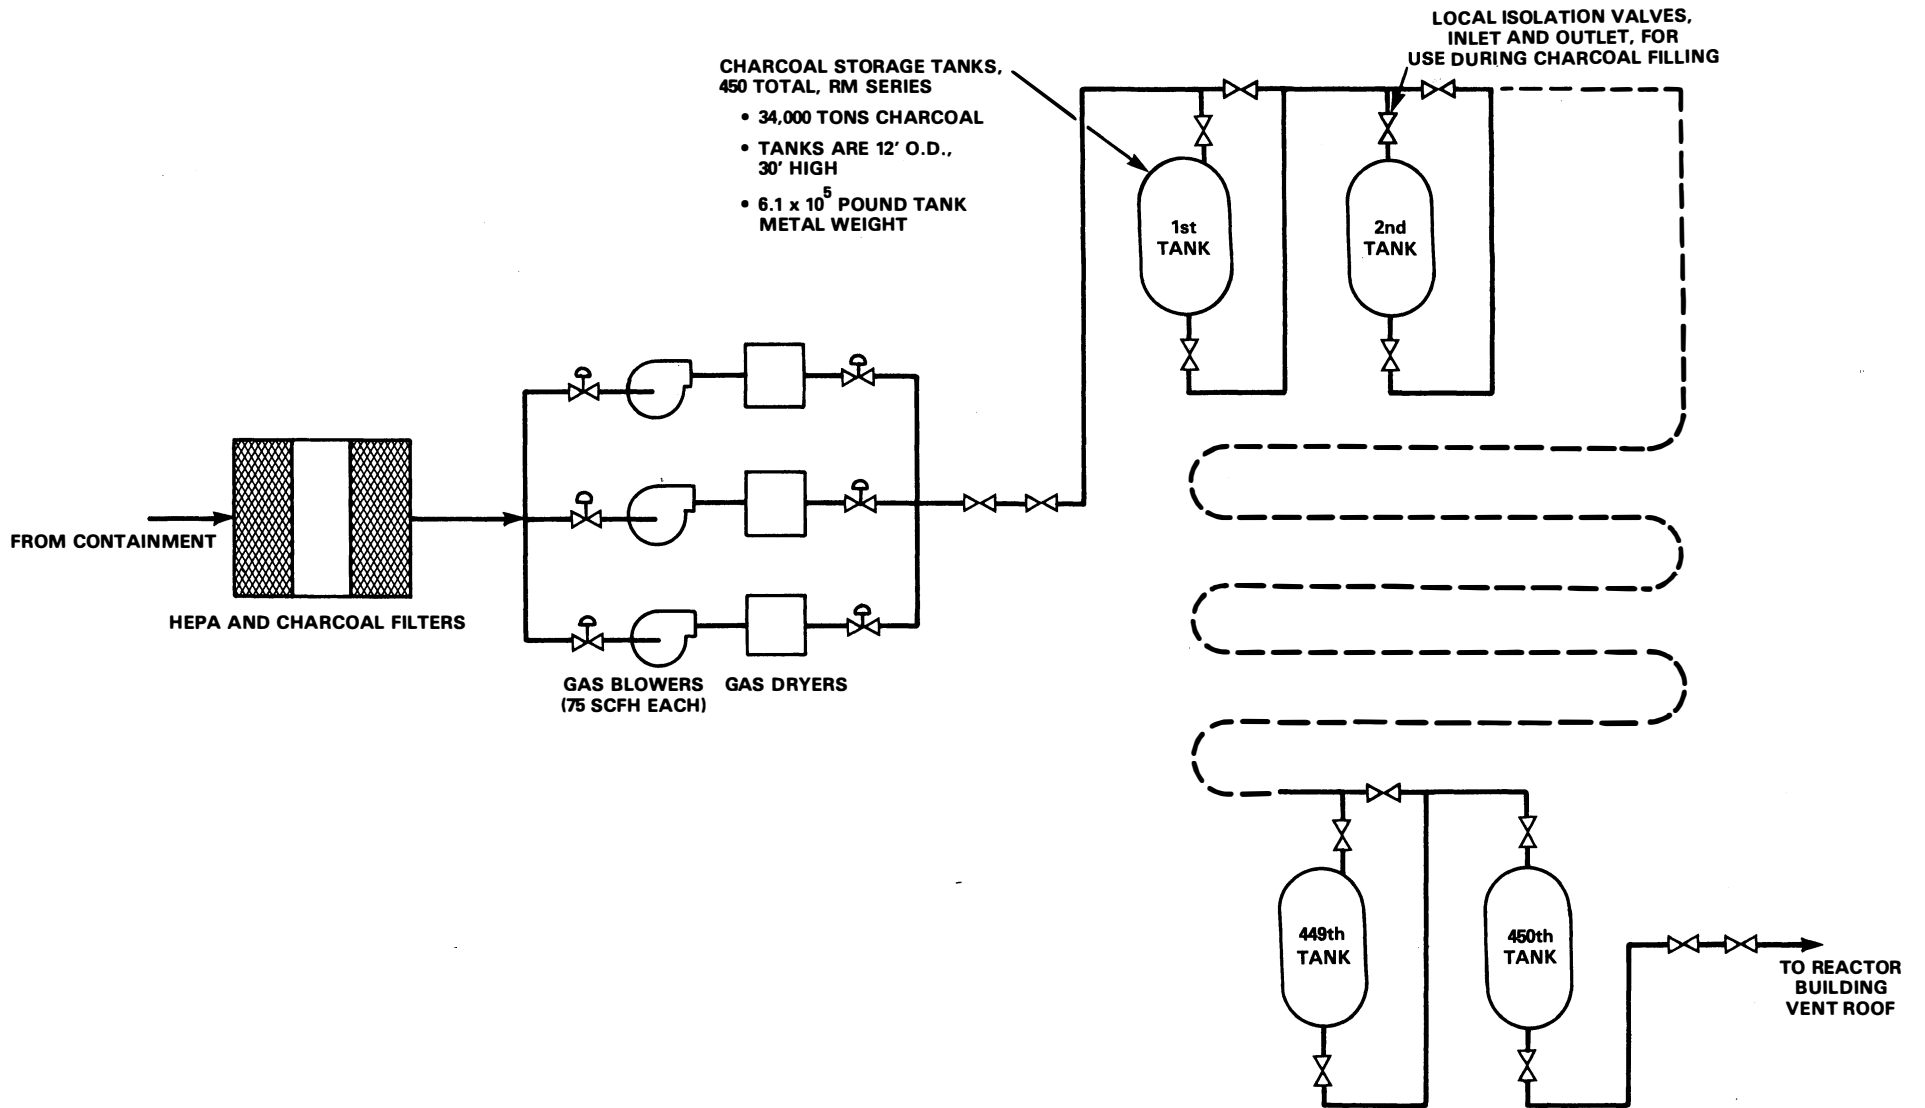 LOCAL ISOLATION VALVES,
INLET AND OUTLET, FOR
USE DURING CHARCOAL FILLING
CHARCOAL STORAGE TANKS,
450 TOTAL, RM SERIES
• 34,000 TONS CHARCOAL
• TANKS ARE 12' O.D.,
30' HIGH
• 6.1 x 10⁵ POUND TANK
METAL WEIGHT
1st
TANK
2nd
TANK
FROM CONTAINMENT
HEPA AND CHARCOAL FILTERS
GAS BLOWERS
(75 SCFH EACH)
GAS DRYERS
449th
TANK
450th
TANK
TO REACTOR
BUILDING
VENT ROOF